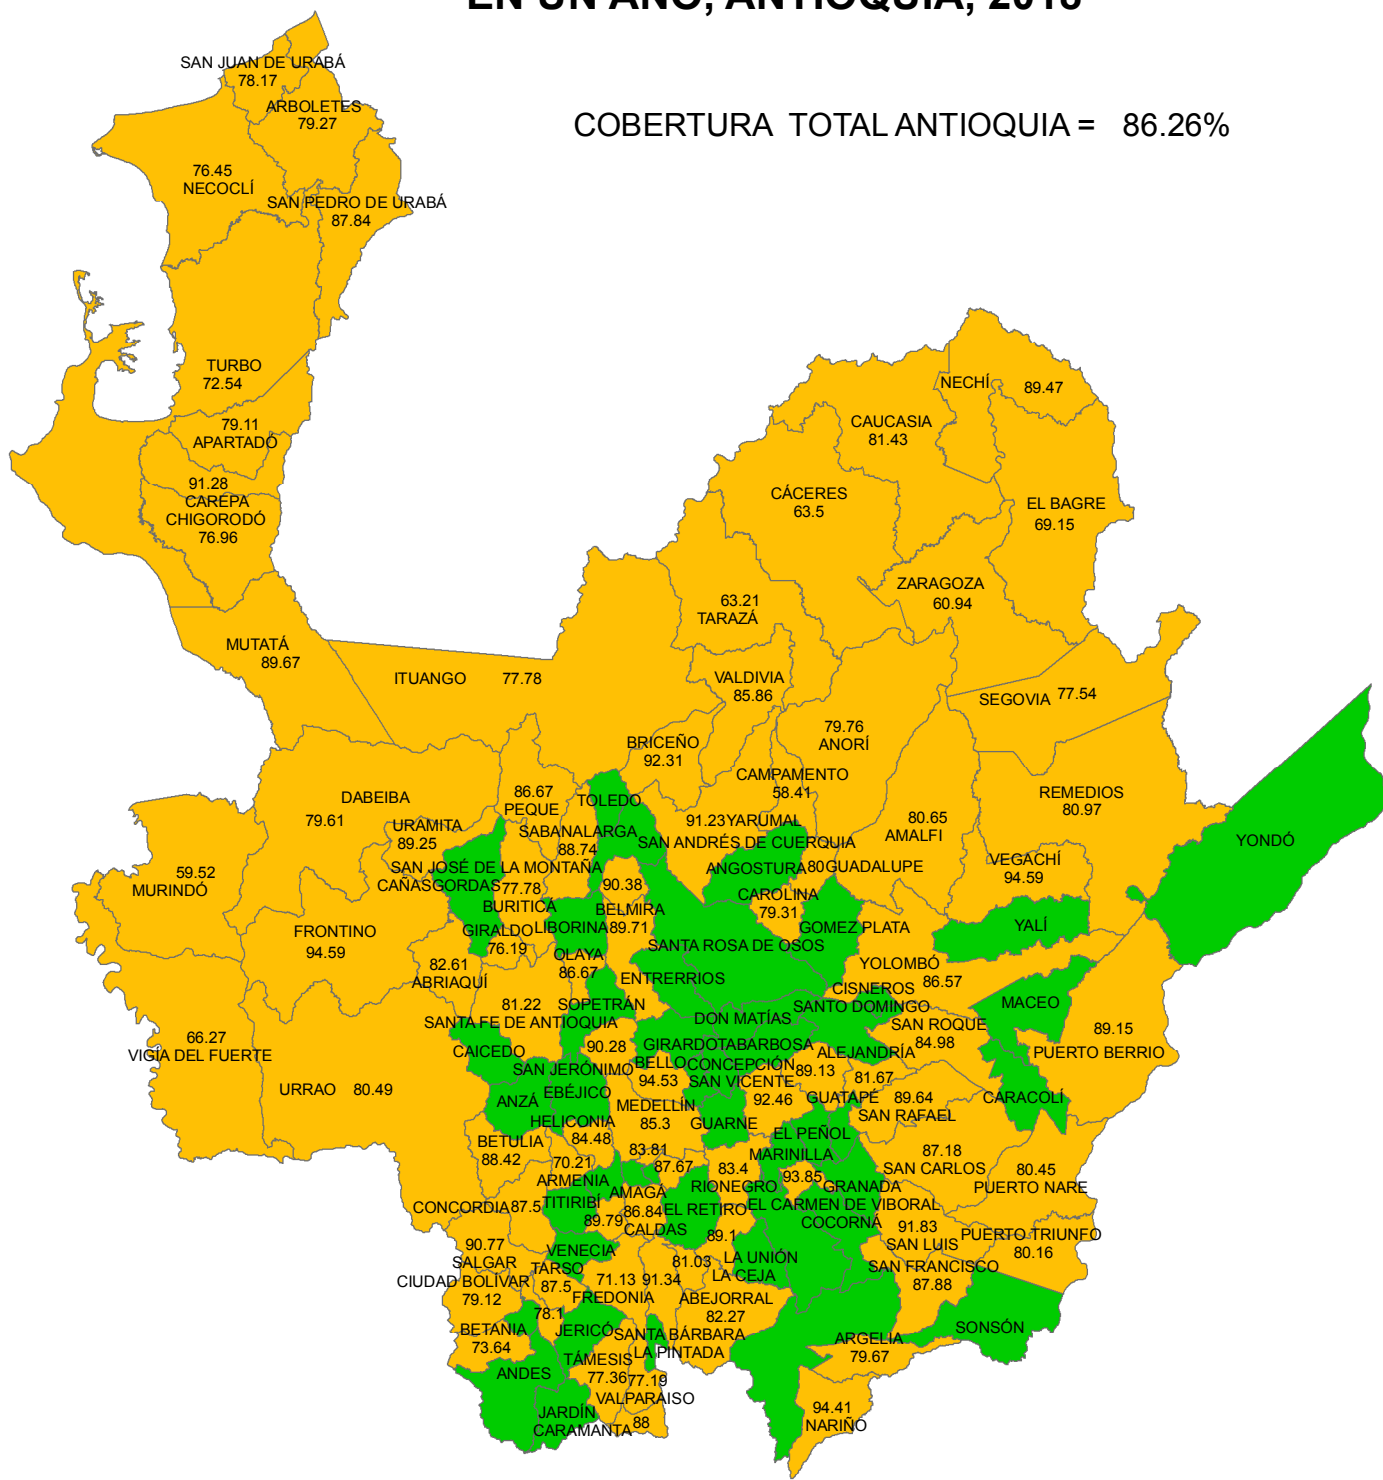 EN UN AÑO, ANTIOQUIA, 2018
COBERTURA TOTAL ANTIOQUIA = 86.26%
SAN JUAN DE URABÁ
78.17
ARBOLETES
79.27
76.45
NECOCLÍ
SAN PEDRO DE URABÁ
87.84
TURBO
72.54
79.11
APARTADÓ
91.28
CAREPA
CHIGORODÓ
76.96
MUTATÁ
89.67
NECHÍ
89.47
CAUCASIA
81.43
CÁCERES
63.5
EL BAGRE
69.15
ZARAGOZA
60.94
63.21
TARAZÁ
ITUANGO 77.78
VALDIVIA
85.86
SEGOVIA 77.54
79.76
ANORÍ
BRICEÑO
92.31
CAMPAMENTO
58.41
REMEDIOS
80.97
DABEIBA
79.61
86.67
PEQUE
TOLEDO
91.23 YARUMAL
80.65
AMALFI
YONDÓ
URAMITA
89.25
SABANALARGA
88.74
SAN ANDRÉS DE CUERQUIA
VEGACHÍ
94.59
59.52
MURINDÓ
SAN JOSÉ DE LA MONTAÑA
ANGOSTURA 80 GUADALUPE
CAÑASGORDAS 77.78
90.38
CAROLINA
79.31
BURITICÁ
BELMIRA
89.71
GOMEZ PLATA
YALÍ
FRONTINO
94.59
GIRALDO
76.19
LIBORINA
SANTA ROSA DE OSOS
82.61
ABRIAQUÍ
OLAYA
86.67
ENTRERRIOS
YOLOMBÓ
86.57
CISNEROS
81.22
SANTA FE DE ANTIOQUIA
SOPETRÁN
SANTO DOMINGO
MACEO
DON MATÍAS
SAN ROQUE
84.98
66.27
VIGÍA DEL FUERTE
CAICEDO
90.28
GIRARDOTA
BARBOSA
ALEJANDRÍA
89.15
PUERTO BERRIO
SAN JERÓNIMO
BELLO
94.53
CONCEPCIÓN
89.13
URRAO 80.49
SAN VICENTE
92.46
81.67
ANZÁ
EBÉJICO
GUATAPÉ
89.64
SAN RAFAEL
CARACOLÍ
HELICONIA
84.48
MEDELLÍN
85.3
GUARNE
EL PEÑOL
BETULIA
88.42
83.81
MARINILLA
87.18
SAN CARLOS
70.21
ARMENIA
87.67
83.4
RIONEGRO
93.85
GRANADA
80.45
PUERTO NARE
CONCORDIA 87.5
TITIRIBÍ
AMAGÁ
86.84
EL RETIRO
EL CARMEN DE VIBORAL
89.79
CALDAS
COCORNÁ
91.83
SAN LUIS
90.77
SALGAR
VENECIA
89.1
LA UNIÓN
PUERTO TRIUNFO
80.16
CIUDAD BOLÍVAR
79.12
TARSO
87.5
71.13
FREDONIA
91.34
81.03
LA CEJA
SAN FRANCISCO
87.88
ABEJORRAL
82.27
78.1
BETANIA
73.64
JERICÓ
SANTA BÁRBARA
SONSÓN
LA PINTADA
ARGELIA
79.67
ANDES
TÁMESIS
77.36
77.19
VALPARAISO
JARDÍN
CARAMANTA
88
94.41
NARIÑO